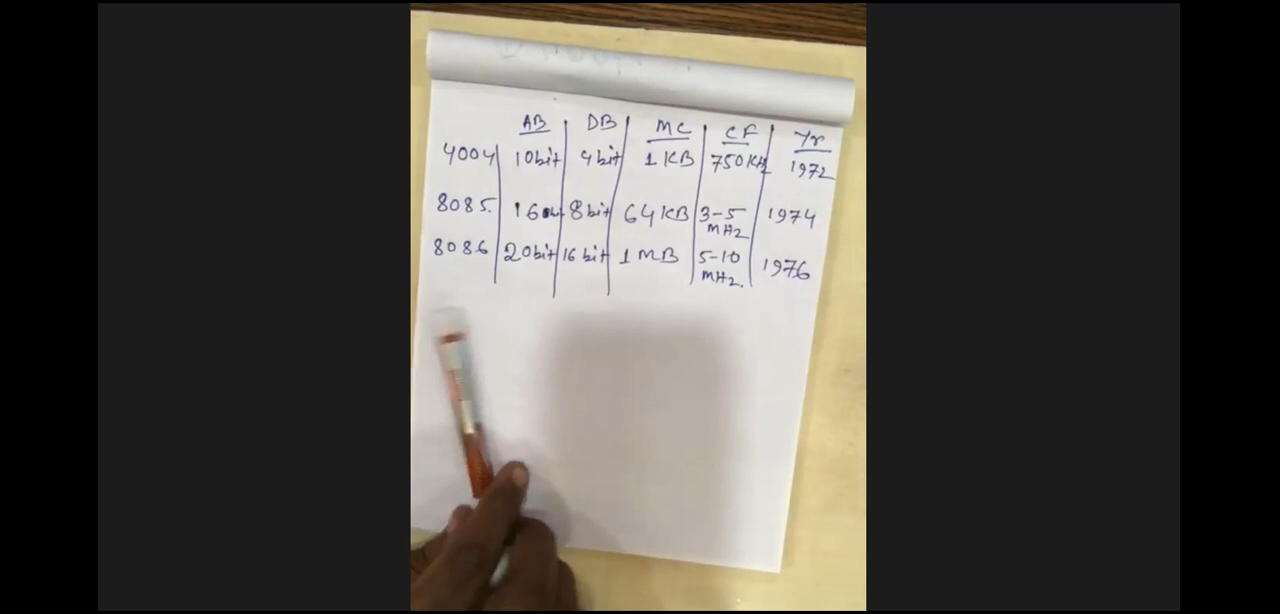 AB DB MC CF Yr
4004 10bit 4bit 1KB 750KHz 1972
8085. 16bit 8bit 64KB 3-5 MHz 1974
8086 20bit 16bit 1MB 5-10 MHz. 1976